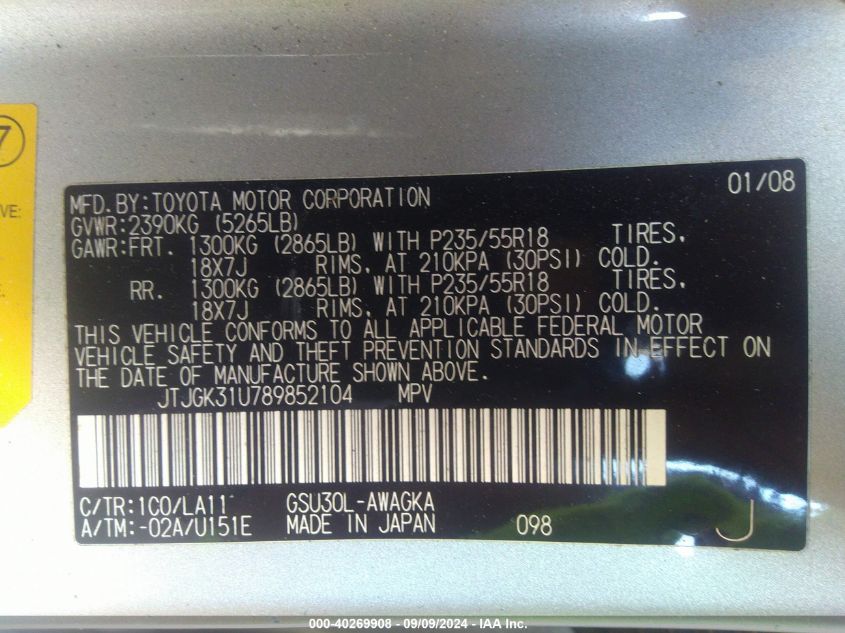 7
VE:
01/08
MFD.BY:TOYOTA MOTOR CORPORATION
GVWR:2390KG (5265LB)
GAWR:FRT. 1300KG (2865LB) WITH P235/55R18 TIRES,
18X7J RIMS, AT 210KPA (30PSI) COLD.
RR. 1300KG (2865LB) WITH P235/55R18 TIRES,
18X7J RIMS, AT 210KPA (30PSI) COLD.
THIS VEHICLE CONFORMS TO ALL APPLICABLE FEDERAL MOTOR
VEHICLE SAFETY AND THEFT PREVENTION STANDARDS IN EFFECT ON
THE DATE OF MANUFACTURE SHOWN ABOVE.
JTJGK31U789852104 MPV
C/TR:1C0/LA11 GSU30L-AWAGKA
A/TM:-02A/U151E MADE IN JAPAN 098 J
000-40269908 - 09/09/2024 - IAA Inc.